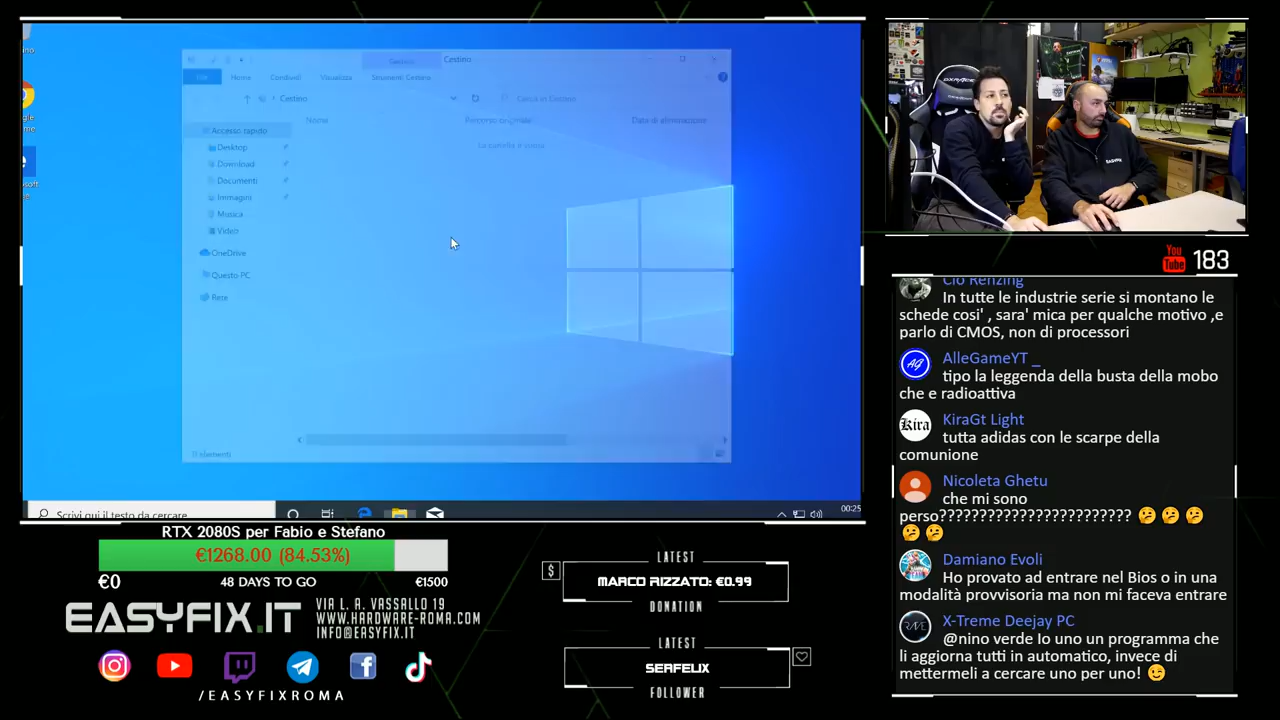 Cestino
File
Home
Condividi
Visualizza
Strumenti Cestino
Cestino
Cerca in Cestino
Nome
Percorso originale
Data di eliminazione
La cartella è vuota.
Accesso rapido
Desktop
Download
Documenti
Immagini
Musica
Video
OneDrive
Questo PC
Rete
0 elementi
Scrivi qui il testo da cercare
00:25
DXRACER
EASYFIX
You Tube 183
Clo Renzing
In tutte le industrie serie si montano le
schede cosi' , sara' mica per qualche motivo ,e
parlo di CMOS, non di processori
AlleGameYT _
tipo la leggenda della busta della mobo
che e radioattiva
Kira
KiraGt Light
tutta adidas con le scarpe della
comunione
Nicoleta Ghetu
che mi sono
perso???????????????????????? 🤔 🤔 🤔
🤔 🤔
Damiano Evoli
Ho provato ad entrare nel Bios o in una
modalità provvisoria ma non mi faceva entrare
X-Treme Deejay PC
@nino verde Io uno un programma che
li aggiorna tutti in automatico, invece di
mettermeli a cercare uno per uno! 😉
RTX 2080S per Fabio e Stefano
€1268.00 (84.53%)
€0
48 DAYS TO GO
€1500
EASYFIX.IT
VIA L. A. VASSALLO 19
WWW.HARDWARE-ROMA.COM
INFO@EASYFIX.IT
/EASYFIXROMA
LATEST
$
MARCO RIZZATO: €0.99
DONATION
LATEST
SERFELIX
FOLLOWER